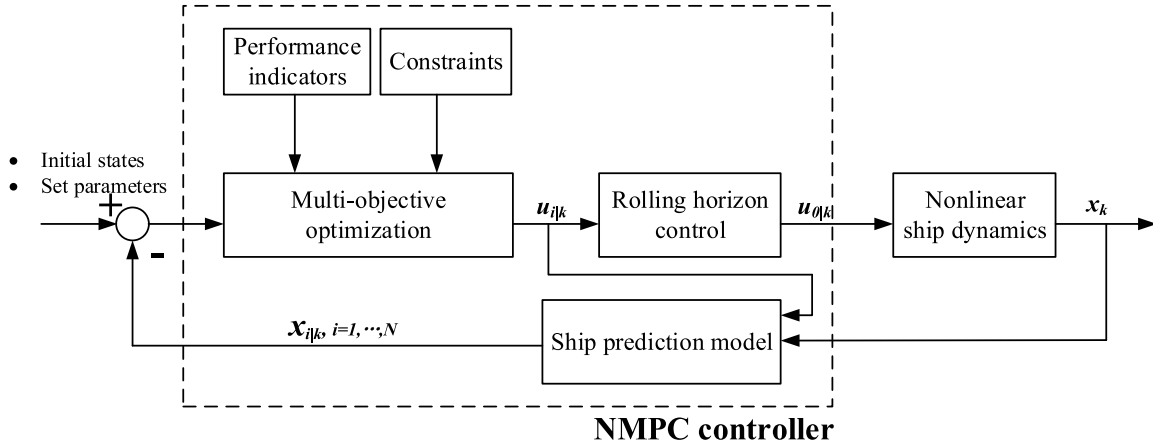 Performance
indicators
Constraints
• Initial states
• Set parameters
+
-
Multi-objective
optimization
u_{i|k}
Rolling horizon
control
u_{0|k}
Nonlinear
ship dynamics
x_k
x_{i|k}, i=1,⋯,N
Ship prediction model
NMPC controller